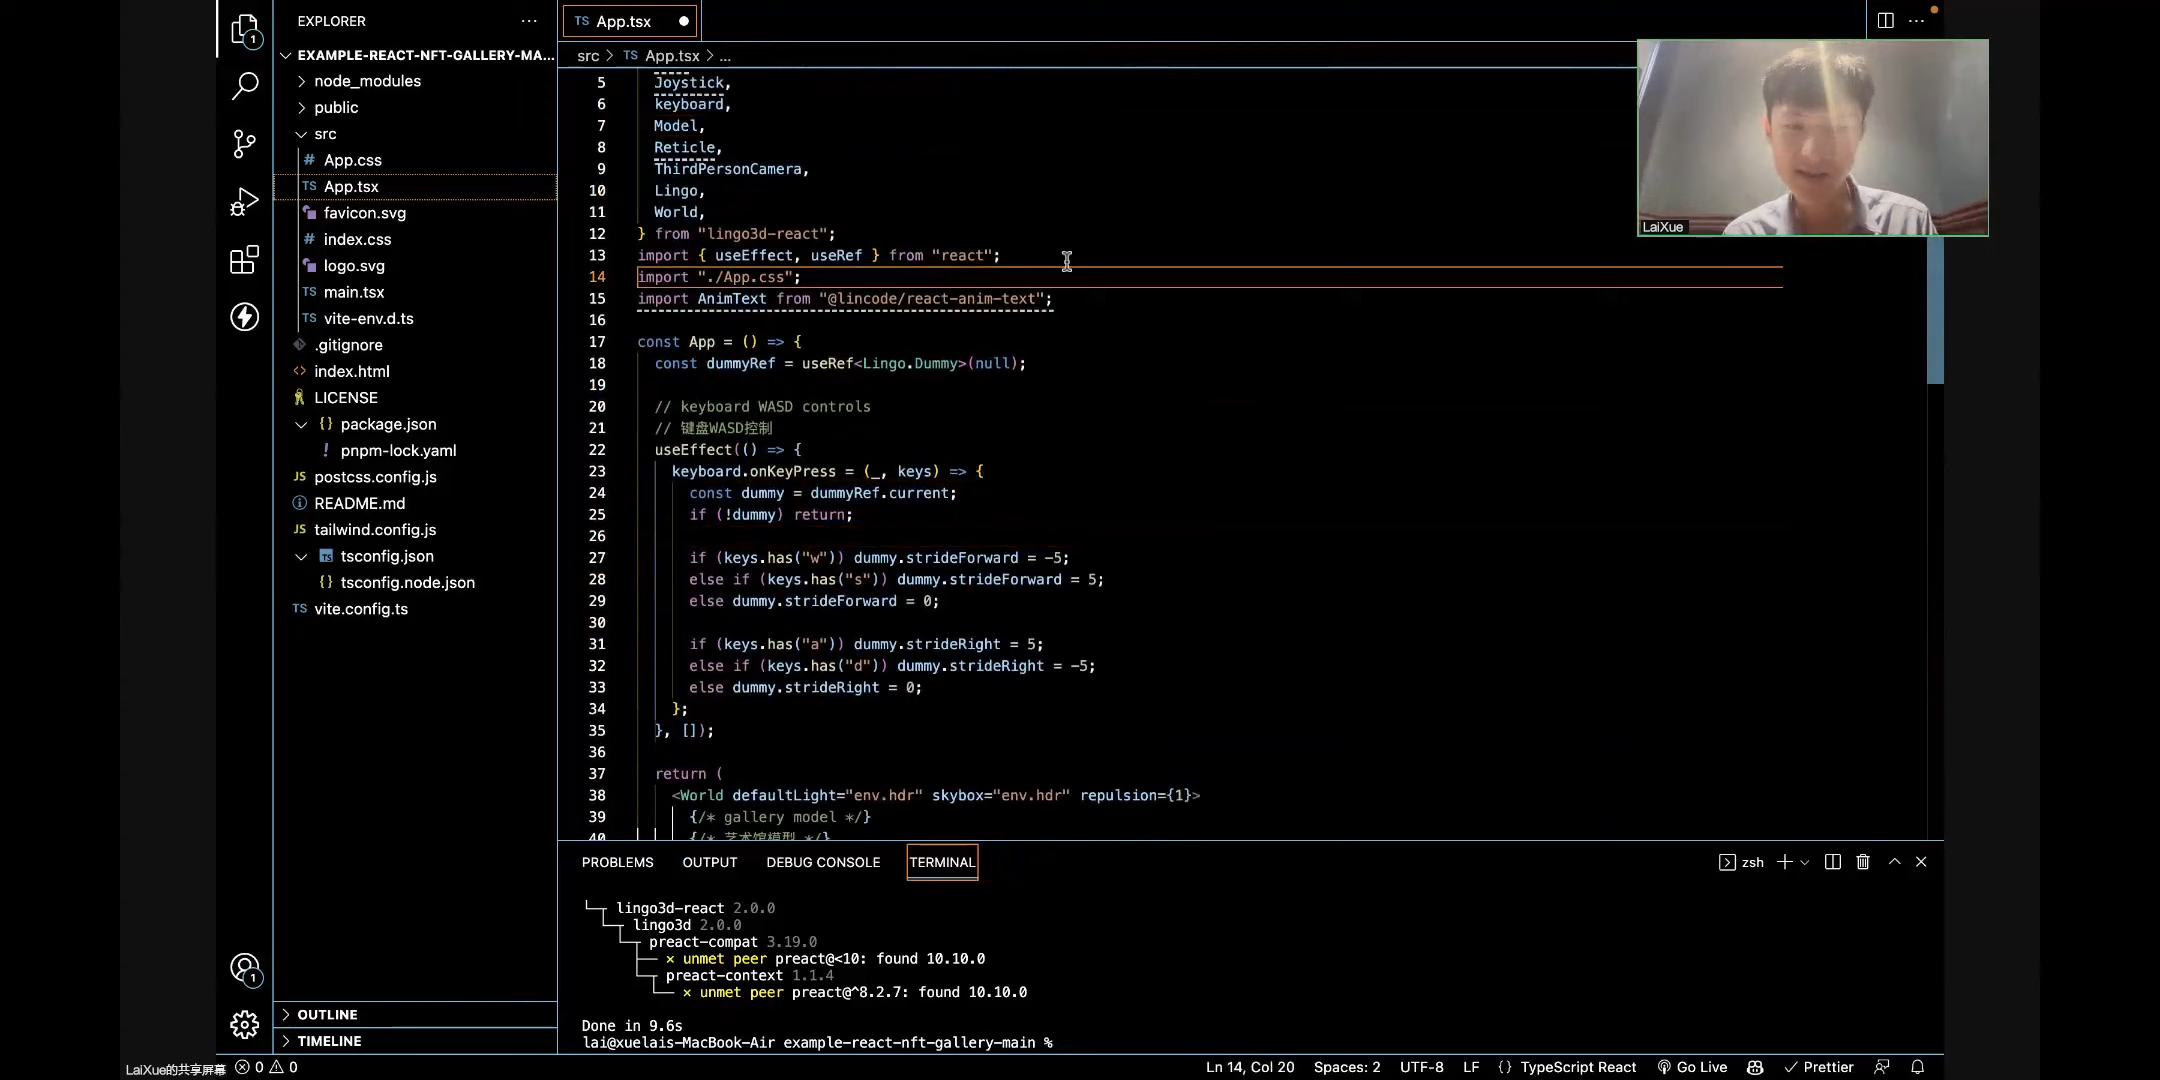 EXPLORER
EXAMPLE-REACT-NFT-GALLERY-MA...
node_modules
public
src
App.css
App.tsx
favicon.svg
index.css
logo.svg
main.tsx
vite-env.d.ts
.gitignore
index.html
LICENSE
package.json
pnpm-lock.yaml
postcss.config.js
README.md
tailwind.config.js
tsconfig.json
tsconfig.node.json
vite.config.ts
OUTLINE
TIMELINE
TS App.tsx
src > TS App.tsx > ...
5 Joystick,
6 keyboard,
7 Model,
8 Reticle,
9 ThirdPersonCamera,
10 Lingo,
11 World,
12 } from "lingo3d-react";
13 import { useEffect, useRef } from "react";
14 import "./App.css";
15 import AnimText from "@lincode/react-anim-text";
16
17 const App = () => {
18 const dummyRef = useRef<Lingo.Dummy>(null);
19
20 // keyboard WASD controls
21 // 键盘WASD控制
22 useEffect(() => {
23 keyboard.onKeyPress = (_, keys) => {
24 const dummy = dummyRef.current;
25 if (!dummy) return;
26
27 if (keys.has("w")) dummy.strideForward = -5;
28 else if (keys.has("s")) dummy.strideForward = 5;
29 else dummy.strideForward = 0;
30
31 if (keys.has("a")) dummy.strideRight = 5;
32 else if (keys.has("d")) dummy.strideRight = -5;
33 else dummy.strideRight = 0;
34 };
35 }, []);
36
37 return (
38 <World defaultLight="env.hdr" skybox="env.hdr" repulsion={1}>
39 {/* gallery model */}
40 {/* 艺术馆模型 */}
LaiXue
PROBLEMS OUTPUT DEBUG CONSOLE TERMINAL
zsh
lingo3d-react 2.0.0
lingo3d 2.0.0
preact-compat 3.19.0
× unmet peer preact@<10: found 10.10.0
preact-context 1.1.4
× unmet peer preact@^8.2.7: found 10.10.0
Done in 9.6s
lai@xuelais-MacBook-Air example-react-nft-gallery-main %
LaiXue的共享屏幕 0 0 Ln 14, Col 20 Spaces: 2 UTF-8 LF {} TypeScript React Go Live Prettier